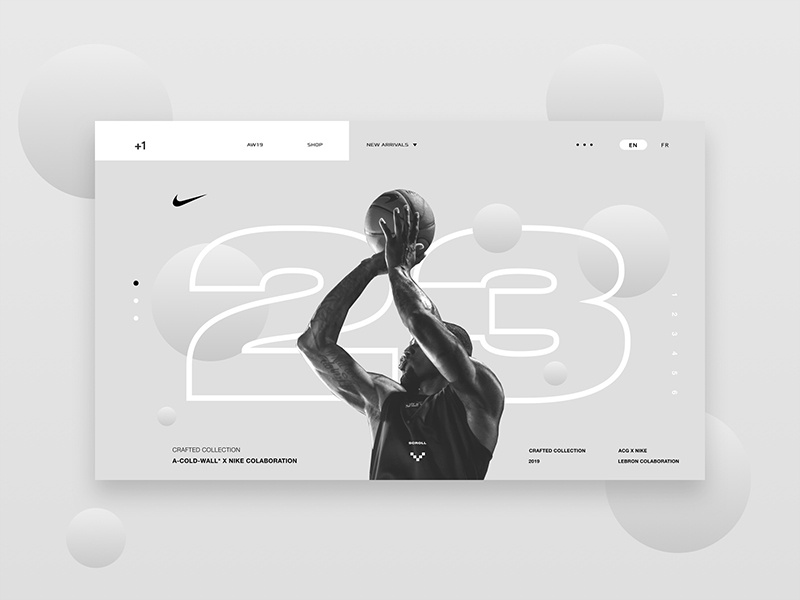 +1
AW19
SHOP
NEW ARRIVALS
EN
FR
23
1 2 3 4 5 6
CRAFTED COLLECTION
A-COLD-WALL* X NIKE COLABORATION
SCROLL
CRAFTED COLLECTION
2019
ACG X NIKE
LEBRON COLABORATION